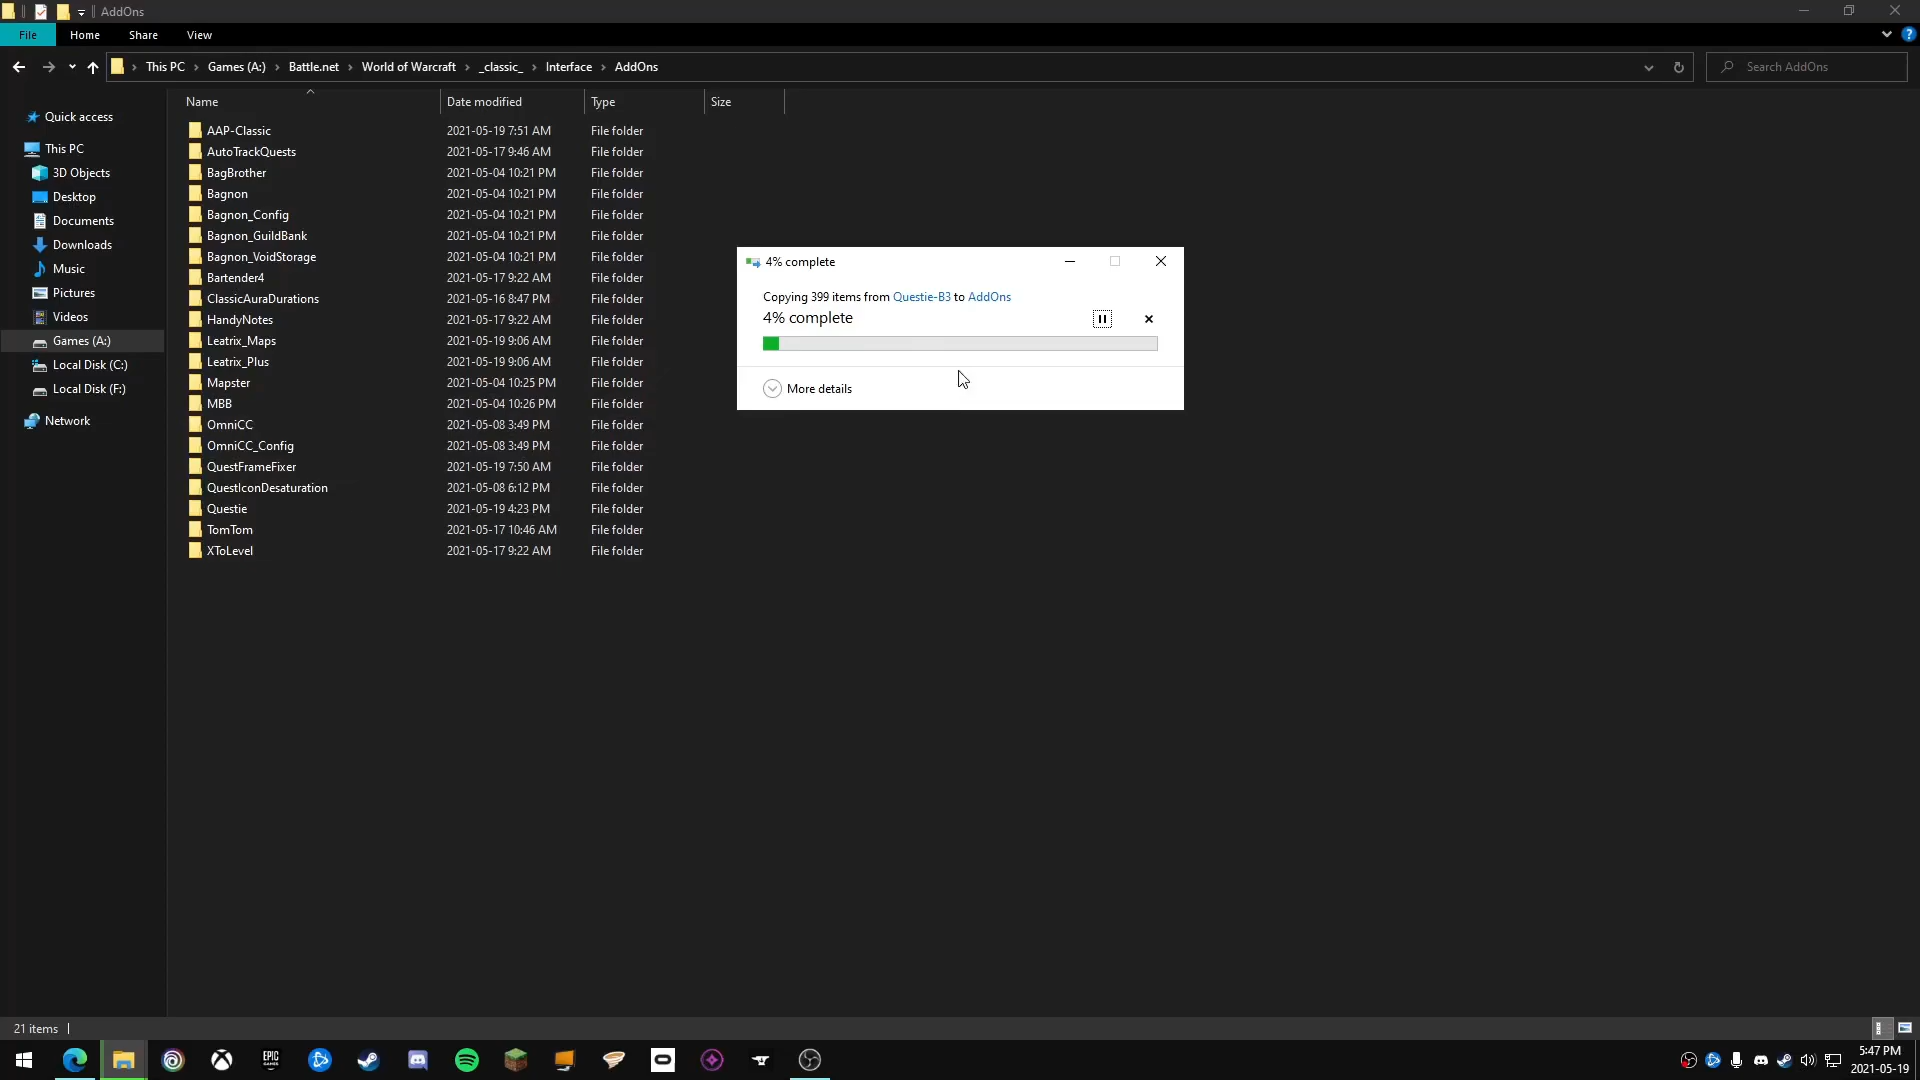 AddOns
File Home Share View
This PC Games (A:) Battle.net World of Warcraft _classic_ Interface AddOns
Search AddOns
Quick access
This PC
3D Objects
Desktop
Documents
Downloads
Music
Pictures
Videos
Games (A:)
Local Disk (C:)
Local Disk (F:)
Network
Name Date modified Type Size
AAP-Classic 2021-05-19 7:51 AM File folder
AutoTrackQuests 2021-05-17 9:46 AM File folder
BagBrother 2021-05-04 10:21 PM File folder
Bagnon 2021-05-04 10:21 PM File folder
Bagnon_Config 2021-05-04 10:21 PM File folder
Bagnon_GuildBank 2021-05-04 10:21 PM File folder
Bagnon_VoidStorage 2021-05-04 10:21 PM File folder
Bartender4 2021-05-17 9:22 AM File folder
ClassicAuraDurations 2021-05-16 8:47 PM File folder
HandyNotes 2021-05-17 9:22 AM File folder
Leatrix_Maps 2021-05-19 9:06 AM File folder
Leatrix_Plus 2021-05-19 9:06 AM File folder
Mapster 2021-05-04 10:25 PM File folder
MBB 2021-05-04 10:26 PM File folder
OmniCC 2021-05-08 3:49 PM File folder
OmniCC_Config 2021-05-08 3:49 PM File folder
QuestFrameFixer 2021-05-19 7:50 AM File folder
QuestIconDesaturation 2021-05-08 6:12 PM File folder
Questie 2021-05-19 4:23 PM File folder
TomTom 2021-05-17 10:46 AM File folder
XToLevel 2021-05-17 9:22 AM File folder
4% complete
Copying 399 items from Questie-B3 to AddOns
4% complete
More details
21 items
EPIC
GAMES
5:47 PM
2021-05-19